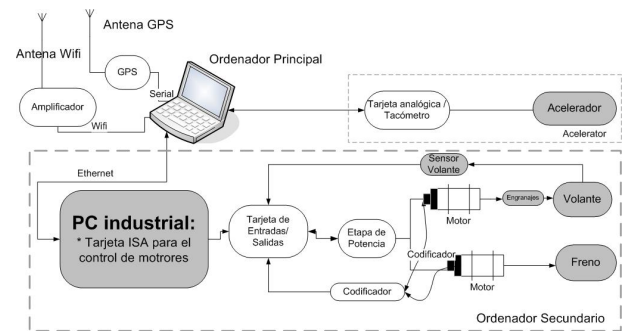 Antena GPS
Antena Wifi
Ordenador Principal
GPS
Serial
Amplificador
Wifi
Tarjeta analógica /
Tacómetro
Acelerador
Acelerator
Ethernet
Sensor
Volante
PC industrial:
* Tarjeta ISA para el
control de motrores
Tarjeta de
Entradas/
Salidas
Etapa de
Potencia
Motor
Engranajes
Volante
Codificador
Codificador
Motor
Freno
Ordenador Secundario